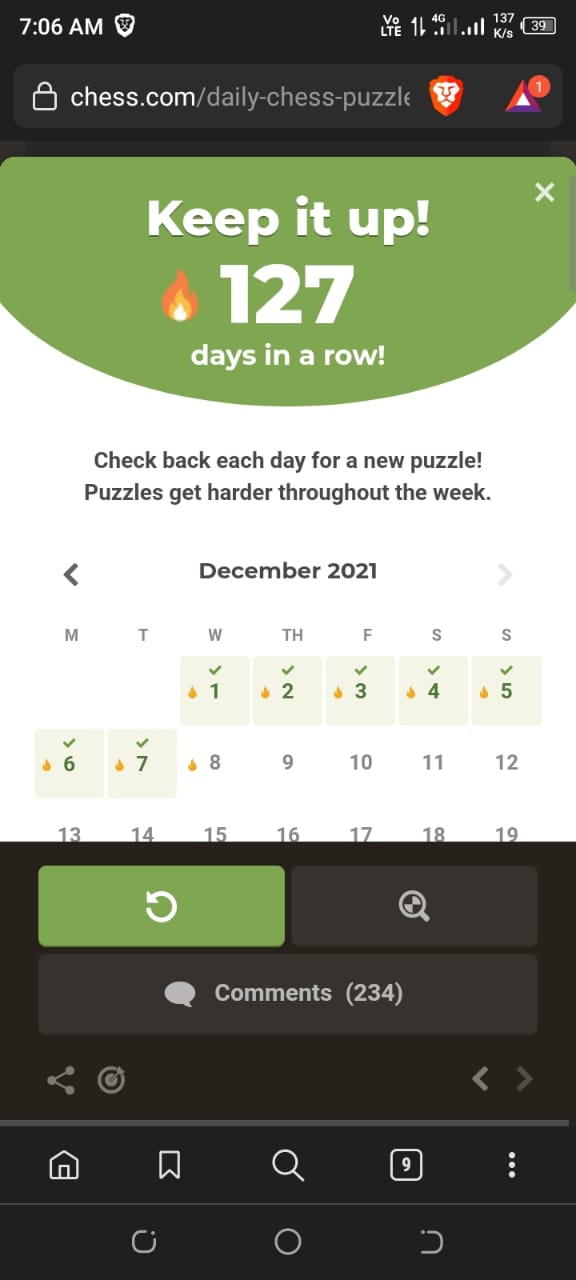 7:06 AM
Vo LTE 4G 137 K/s 39
chess.com/daily-chess-puzzle
1
Keep it up!
127
days in a row!
Check back each day for a new puzzle!
Puzzles get harder throughout the week.
December 2021
M T W TH F S S
1 2 3 4 5
6 7 8 9 10 11 12
13 14 15 16 17 18 19
Comments (234)
9